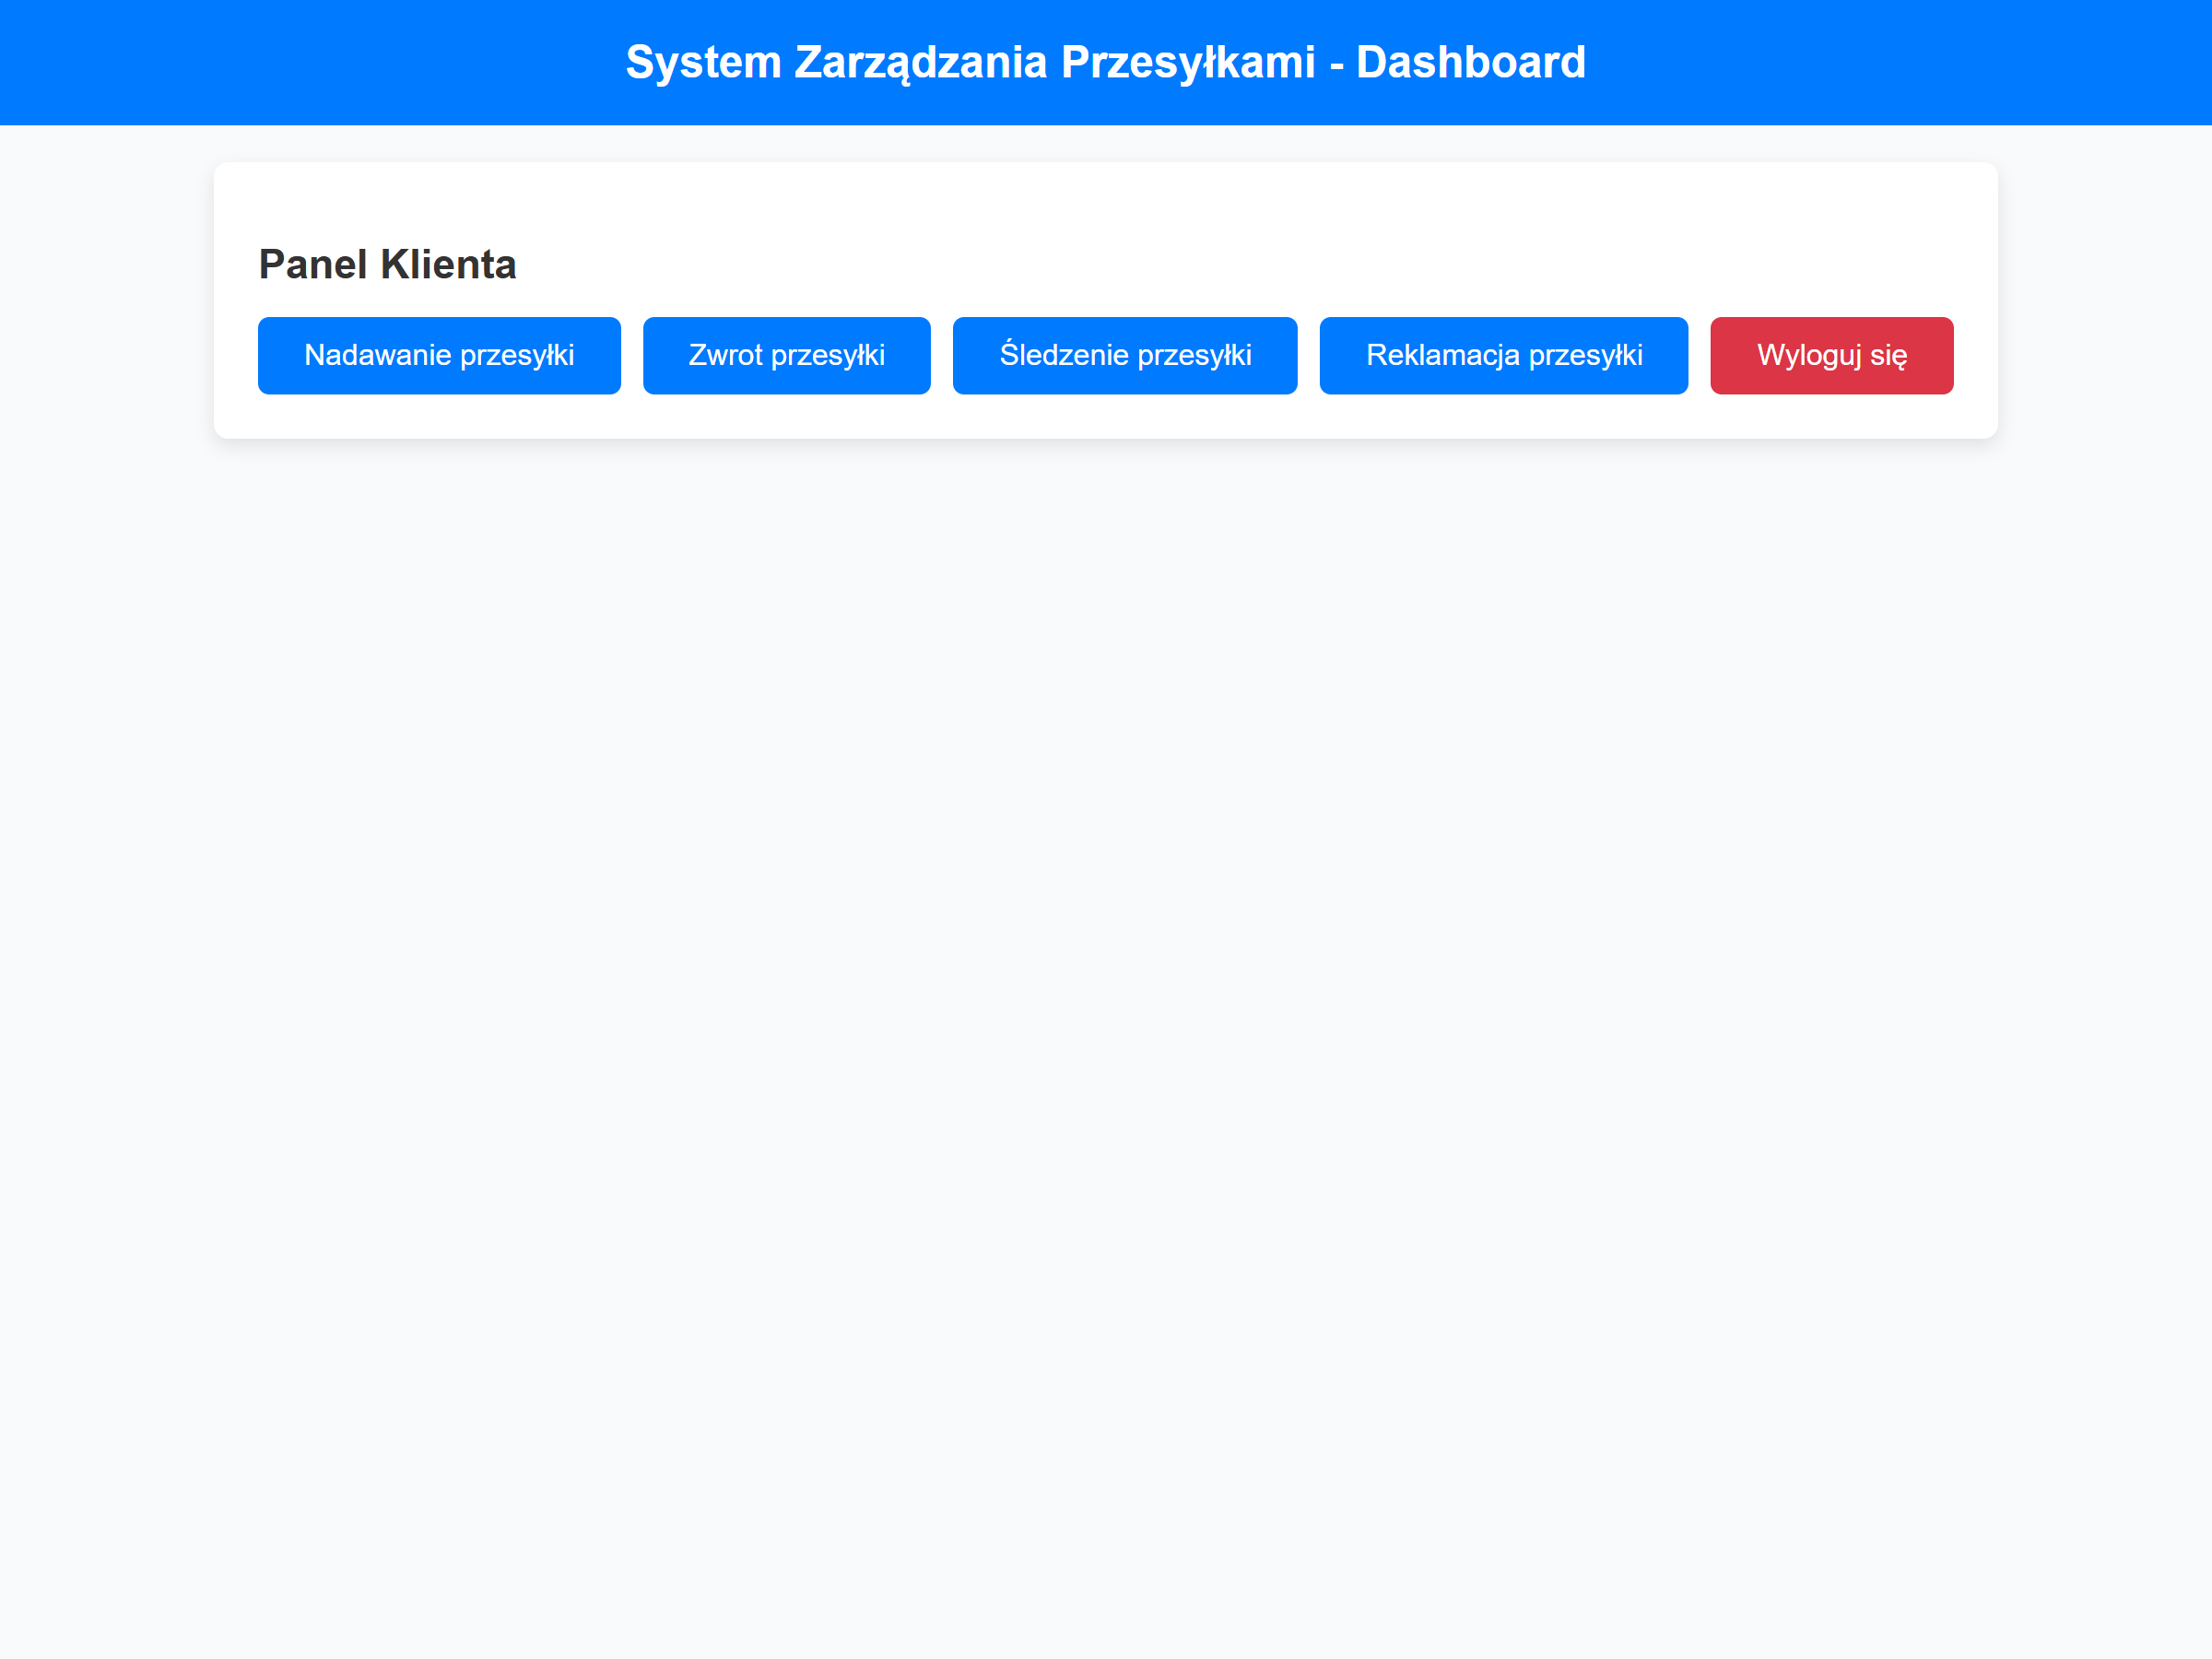 System Zarządzania Przesyłkami - Dashboard
Panel Klienta
Nadawanie przesyłki Zwrot przesyłki Śledzenie przesyłki Reklamacja przesyłki Wyloguj się